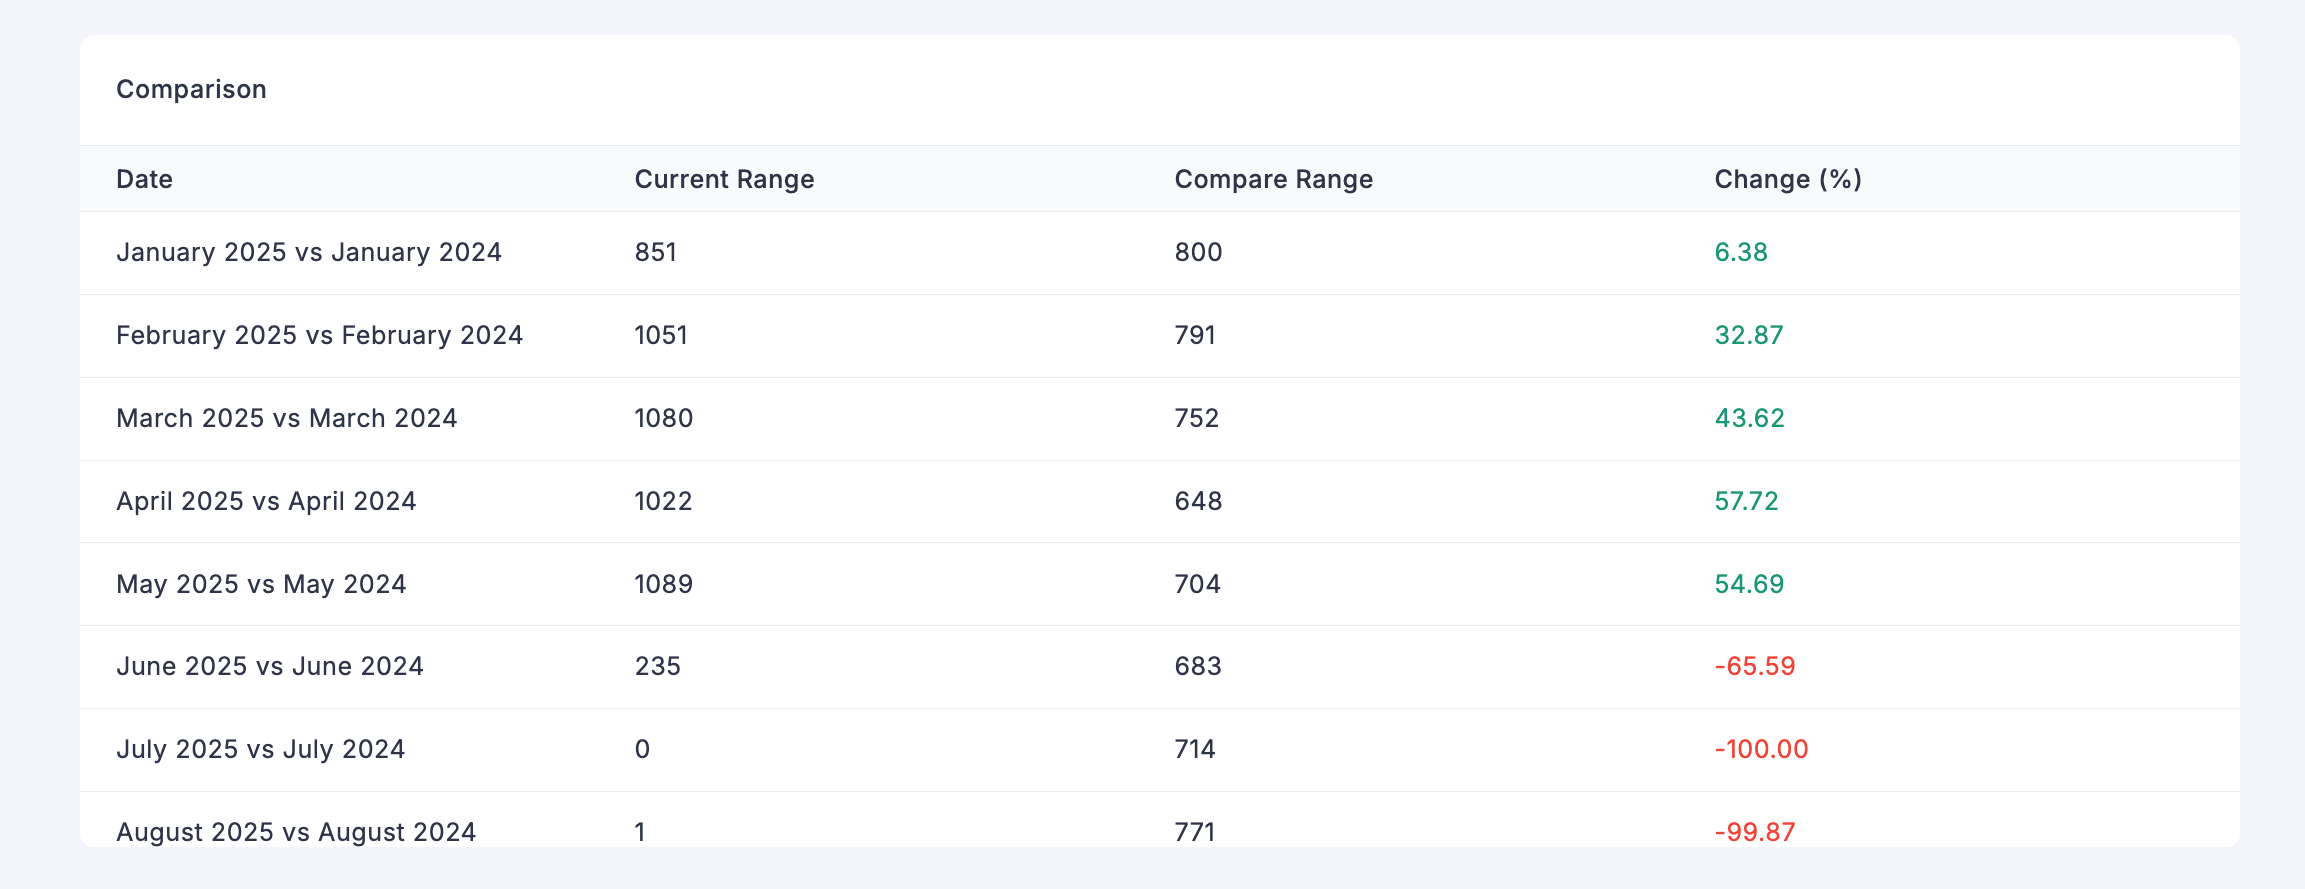 Comparison
Date Current Range Compare Range Change (%)
January 2025 vs January 2024 851 800 6.38
February 2025 vs February 2024 1051 791 32.87
March 2025 vs March 2024 1080 752 43.62
April 2025 vs April 2024 1022 648 57.72
May 2025 vs May 2024 1089 704 54.69
June 2025 vs June 2024 235 683 -65.59
July 2025 vs July 2024 0 714 -100.00
August 2025 vs August 2024 1 771 -99.87